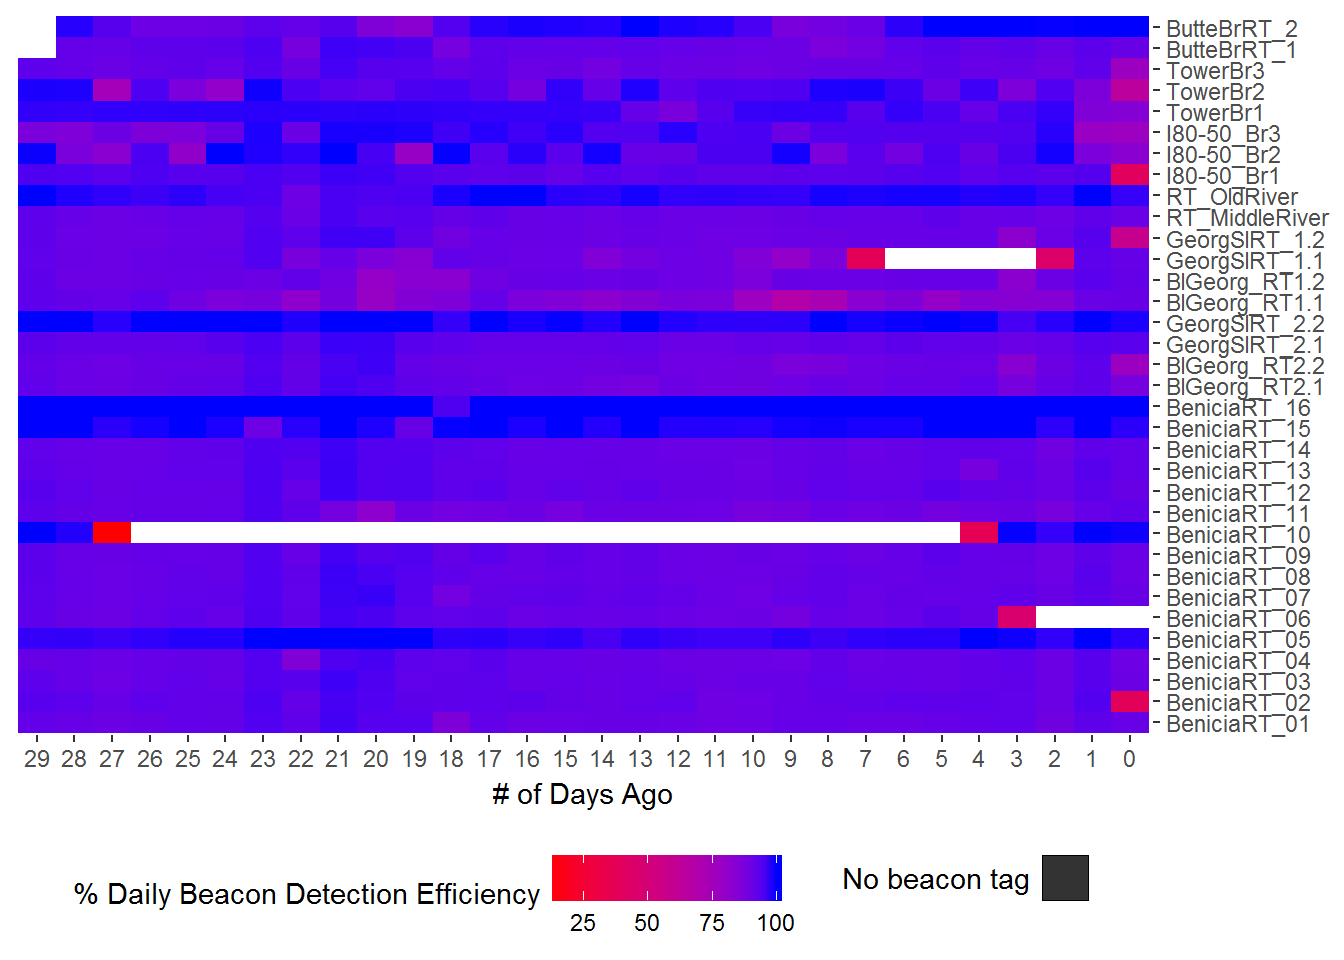 ButteBrRT_2
ButteBrRT_1
TowerBr3
TowerBr2
TowerBr1
I80-50_Br3
I80-50_Br2
I80-50_Br1
RT_OldRiver
RT_MiddleRiver
GeorgSlRT_1.2
GeorgSlRT_1.1
BlGeorg_RT1.2
BlGeorg_RT1.1
GeorgSlRT_2.2
GeorgSlRT_2.1
BlGeorg_RT2.2
BlGeorg_RT2.1
BeniciaRT_16
BeniciaRT_15
BeniciaRT_14
BeniciaRT_13
BeniciaRT_12
BeniciaRT_11
BeniciaRT_10
BeniciaRT_09
BeniciaRT_08
BeniciaRT_07
BeniciaRT_06
BeniciaRT_05
BeniciaRT_04
BeniciaRT_03
BeniciaRT_02
BeniciaRT_01
29 28 27 26 25 24 23 22 21 20 19 18 17 16 15 14 13 12 11 10 9 8 7 6 5 4 3 2 1 0
# of Days Ago
% Daily Beacon Detection Efficiency
25 50 75 100
No beacon tag